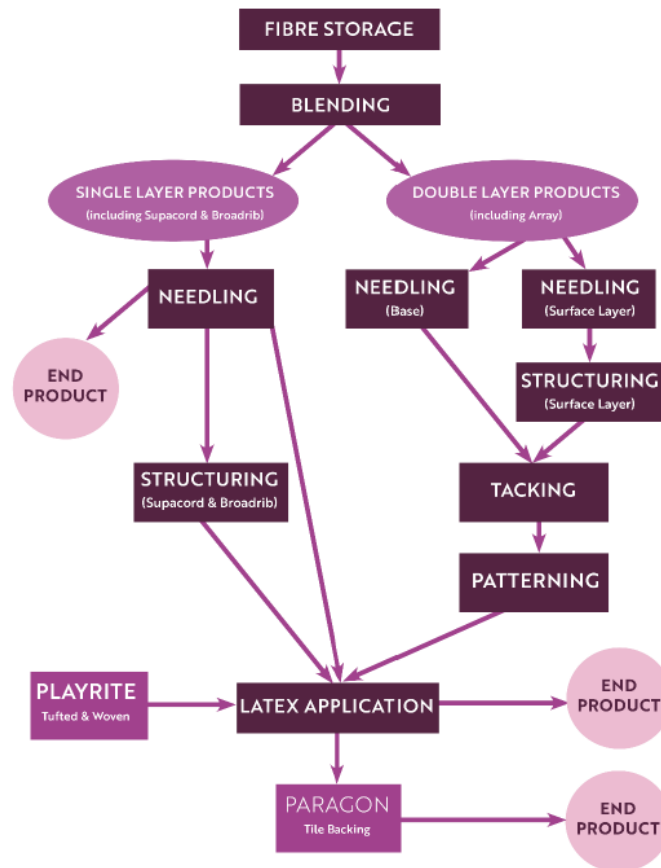 FIBRE STORAGE
BLENDING
SINGLE LAYER PRODUCTS
(including Supacord & Broadrib)
DOUBLE LAYER PRODUCTS
(including Array)
NEEDLING
NEEDLING
(Base)
NEEDLING
(Surface Layer)
END
PRODUCT
STRUCTURING
(Surface Layer)
STRUCTURING
(Supacord & Broadrib)
TACKING
PATTERNING
PLAYRITE
Tufted & Woven
LATEX APPLICATION
END
PRODUCT
PARAGON
Tile Backing
END
PRODUCT